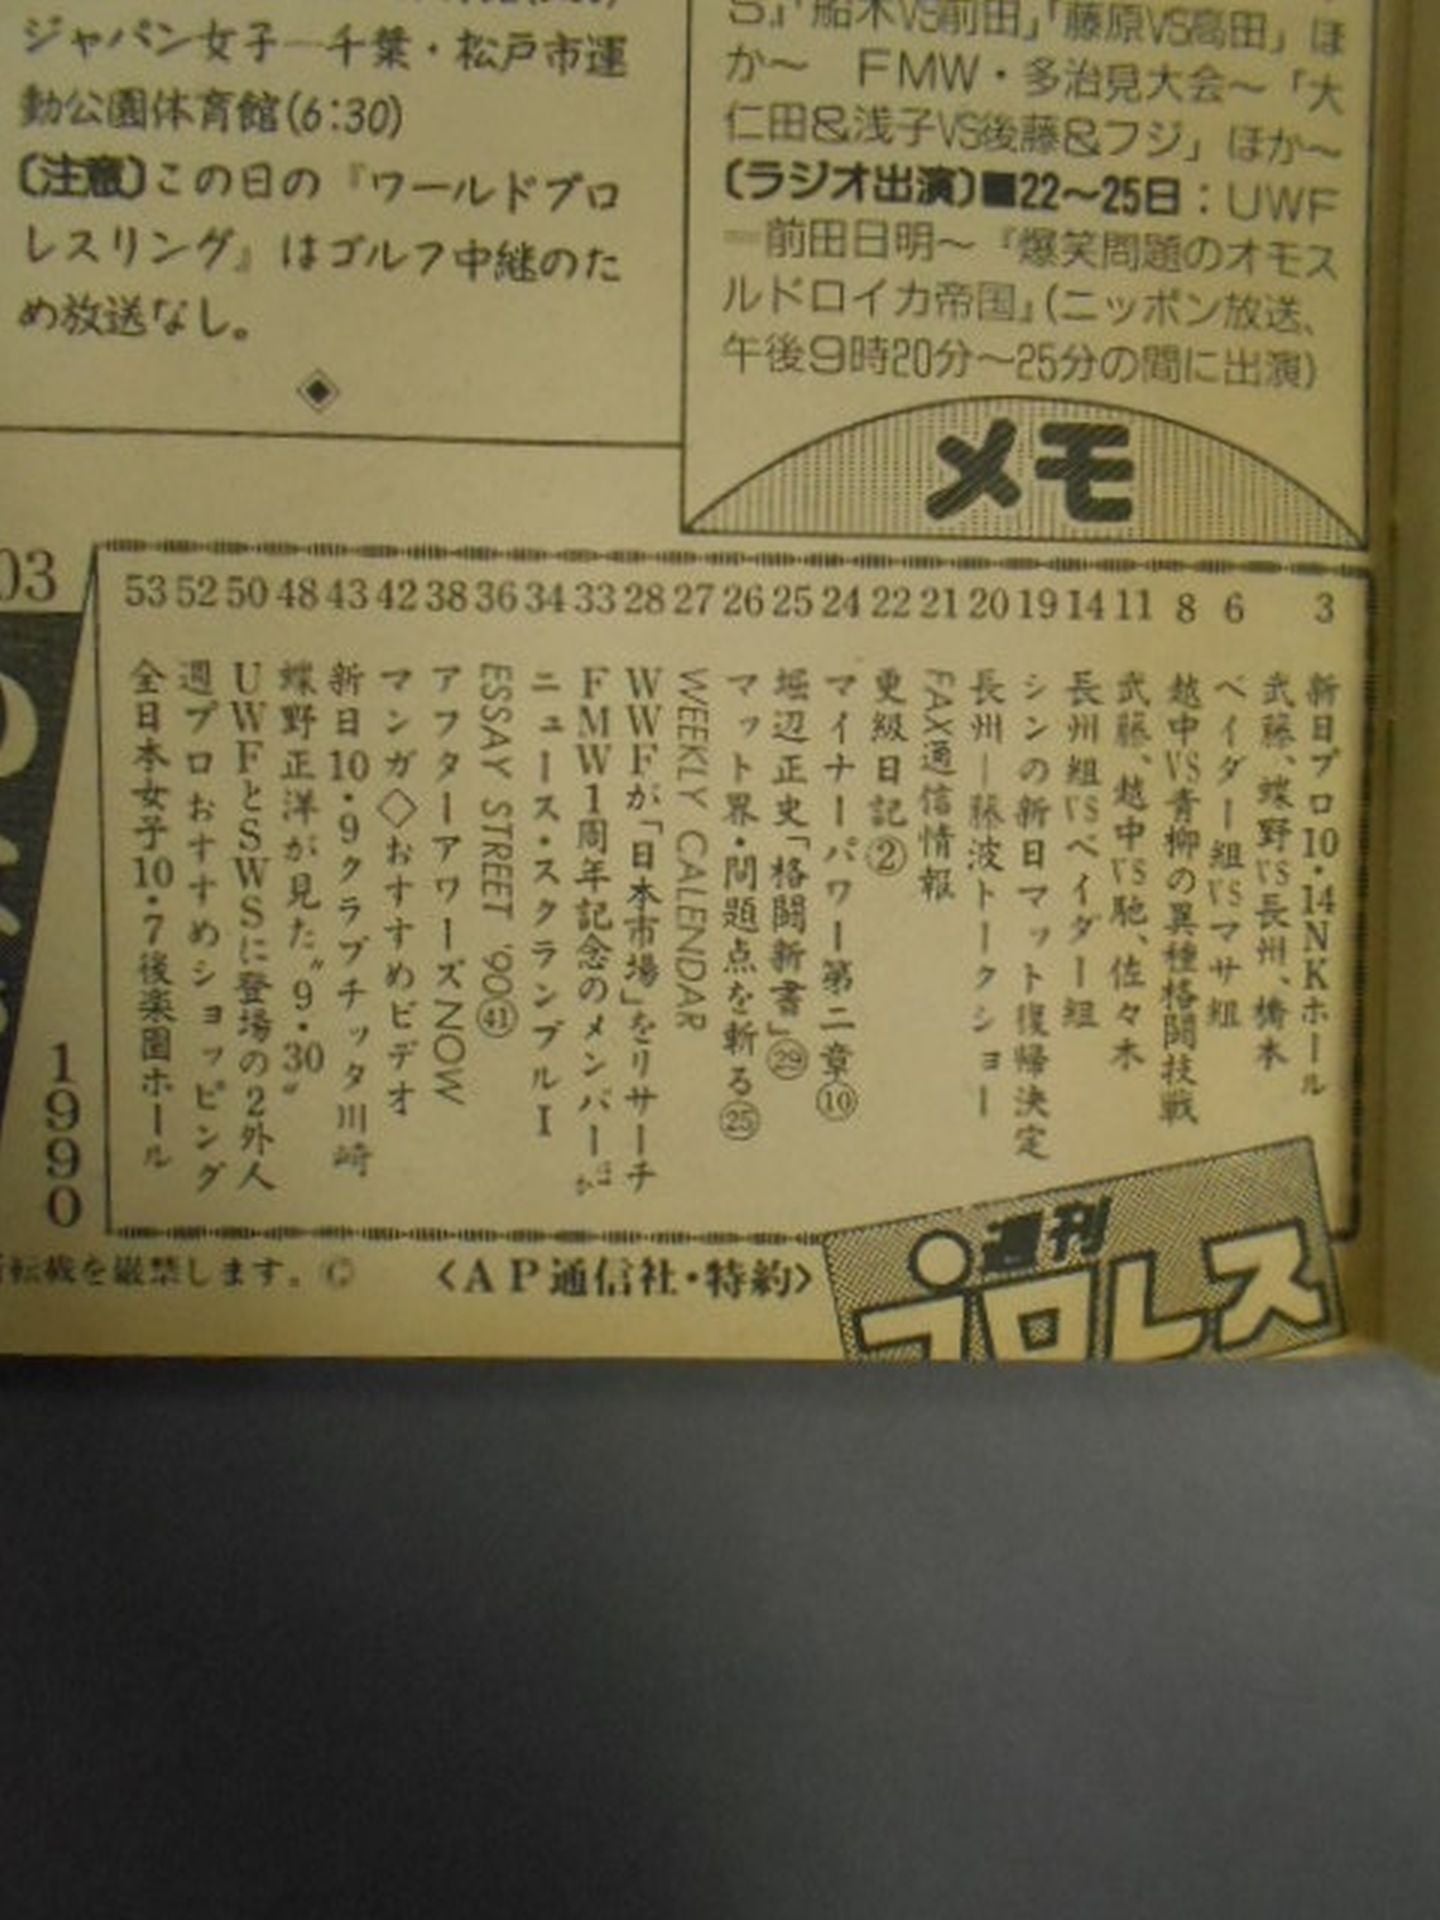 ジャパン女子―千葉・松戸市運
動公園体育館(6:30)
〔注意〕この日の『ワールドプロ
レスリング』はゴルフ中継のた
め放送なし。
S』「船木VS前田」「藤原VS高田」ほ
か～　FMW・多治見大会～「大
仁田&浅子VS後藤&フジ」ほか～
〔ラジオ出演〕■22～25日：UWF
―前田日明～『爆笑問題のオモス
ルドロイカ帝国』(ニッポン放送、
午後9時20分～25分の間に出演)
メモ
3 新日プロ10・14NKホール
武藤、蝶野VS長州、橋本
6 ベイダー組VSマサ組
8 越中VS青柳の異種格闘技戦
11 武藤、越中VS馳、佐々木
14 長州組VSベイダー組
19 シンの新日マット復帰決定
20 長州―藤波トークショー
21 FAX通信情報
22 更級日記②
24 マイナーパワー第二章⑩
25 堀辺正史「格闘新書」㉙
26 マット界・問題点を斬る㉕
27 WEEKLY CALENDAR
28 WWFが「日本市場」をリサーチ
33 FMW1周年記念のメンバーほか
34 ニュース・スクランブルI
36 ESSAY STREET '90㊶
38 アフターアワーズNOW
42 マンガ◇おすすめビデオ
43 新日10・9クラブチッタ川崎
48 蝶野正洋が見た〝9・30〟
50 UWFとSWSに登場の2外人
52 週プロおすすめショッピング
53 全日本女子10・7後楽園ホール
03
1990
転載を厳禁します。©
〈AP通信社・特約〉
週刊
プロレス